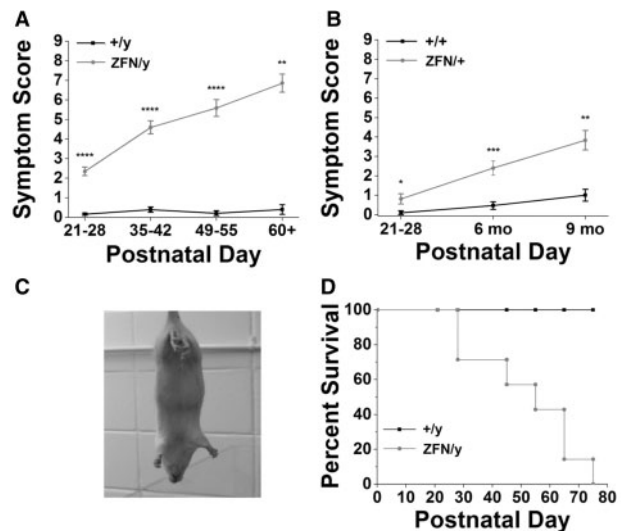 A
Symptom Score
9
8
7
6
5
4
3
2
1
0
+/y
ZFN/y
****
****
****
**
21-28 35-42 49-55 60+
Postnatal Day
B
Symptom Score
9
8
7
6
5
4
3
2
1
0
+/+
ZFN/+
*
***
**
21-28 6 mo 9 mo
Postnatal Day
C
D
Percent Survival
100
80
60
40
20
0
+/y
ZFN/y
0 10 20 30 40 50 60 70 80
Postnatal Day